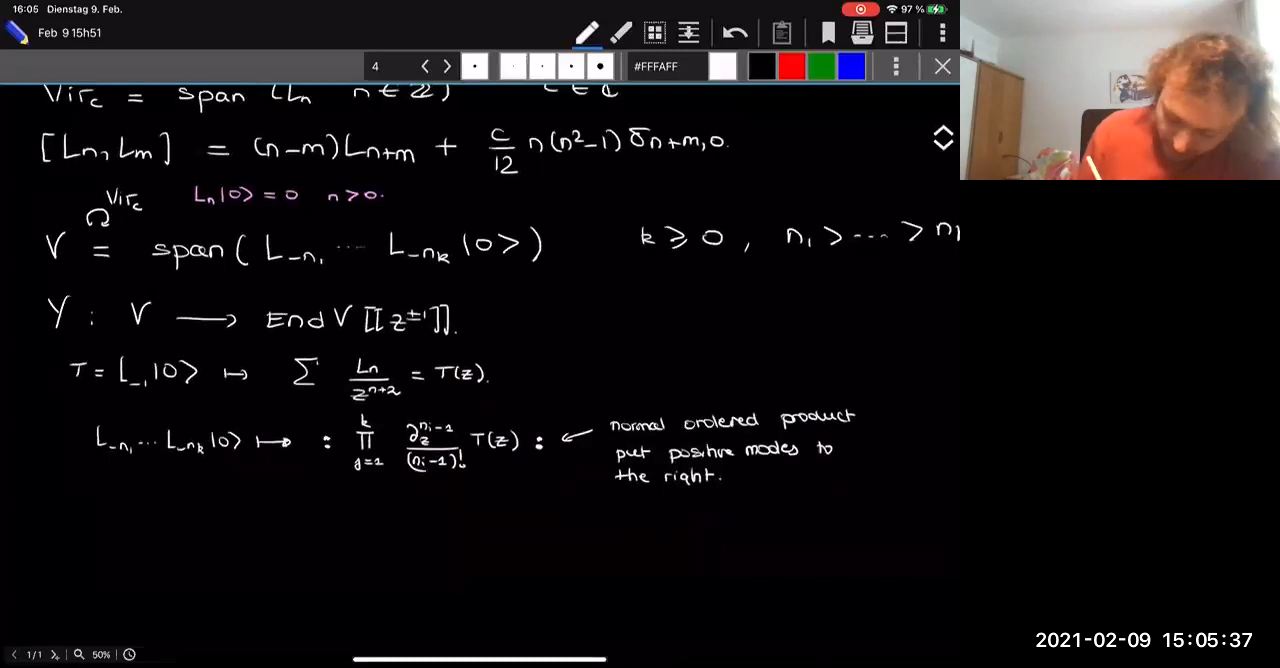 16:05 Dienstag 9. Feb.
97 %
Feb 9 15h51
4
#FFFAFF
Vir_c = span (L_n n ∈ ℤ) c ∈ ℂ
[L_n, L_m] = (n-m) L_{n+m} + c/12 n(n²-1) δ_{n+m,0}.
Vir_c L_n|0> = 0 n>0.
V = span( L_{-n_1} ... L_{-n_k} |0> ) k ≥ 0 , n_1 > ... > n
Y : V → End V [[z^{±1}]].
T = L_{-1}|0> ↦ Σ L_n / z^{n+2} = T(z).
L_{-n_1} ... L_{-n_k} |0> ↦ : ∏_{j=1}^{k} ∂_z^{n_i-1} / (n_i-1)! T(z) : ← normal ordered product
put positive modes to
the right.
1/1
50%
2021-02-09 15:05:37